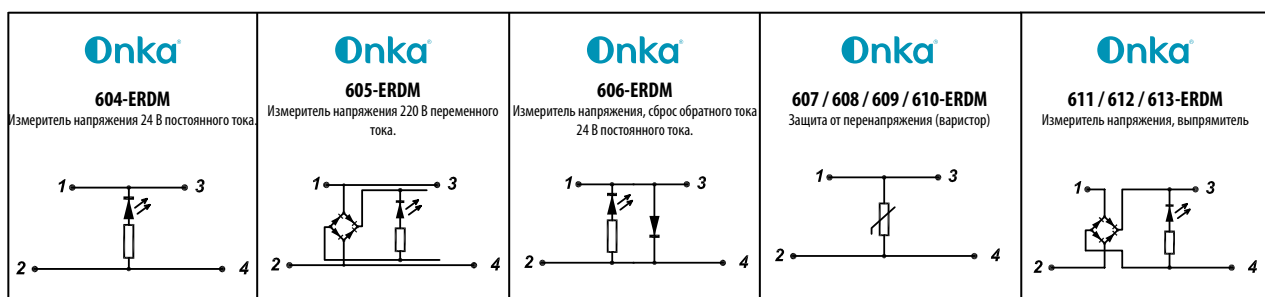 Onka
604-ERDM
Измеритель напряжения 24 В постоянного тока.
1
3
2
4
Onka
605-ERDM
Измеритель напряжения 220 В переменного
тока.
1
3
2
4
Onka
606-ERDM
Измеритель напряжения, сброс обратного тока
24 В постоянного тока.
1
3
2
4
Onka
607 / 608 / 609 / 610-ERDM
Защита от перенапряжения (варистор)
1
3
2
4
Onka
611 / 612 / 613-ERDM
Измеритель напряжения, выпрямитель
1
3
2
4